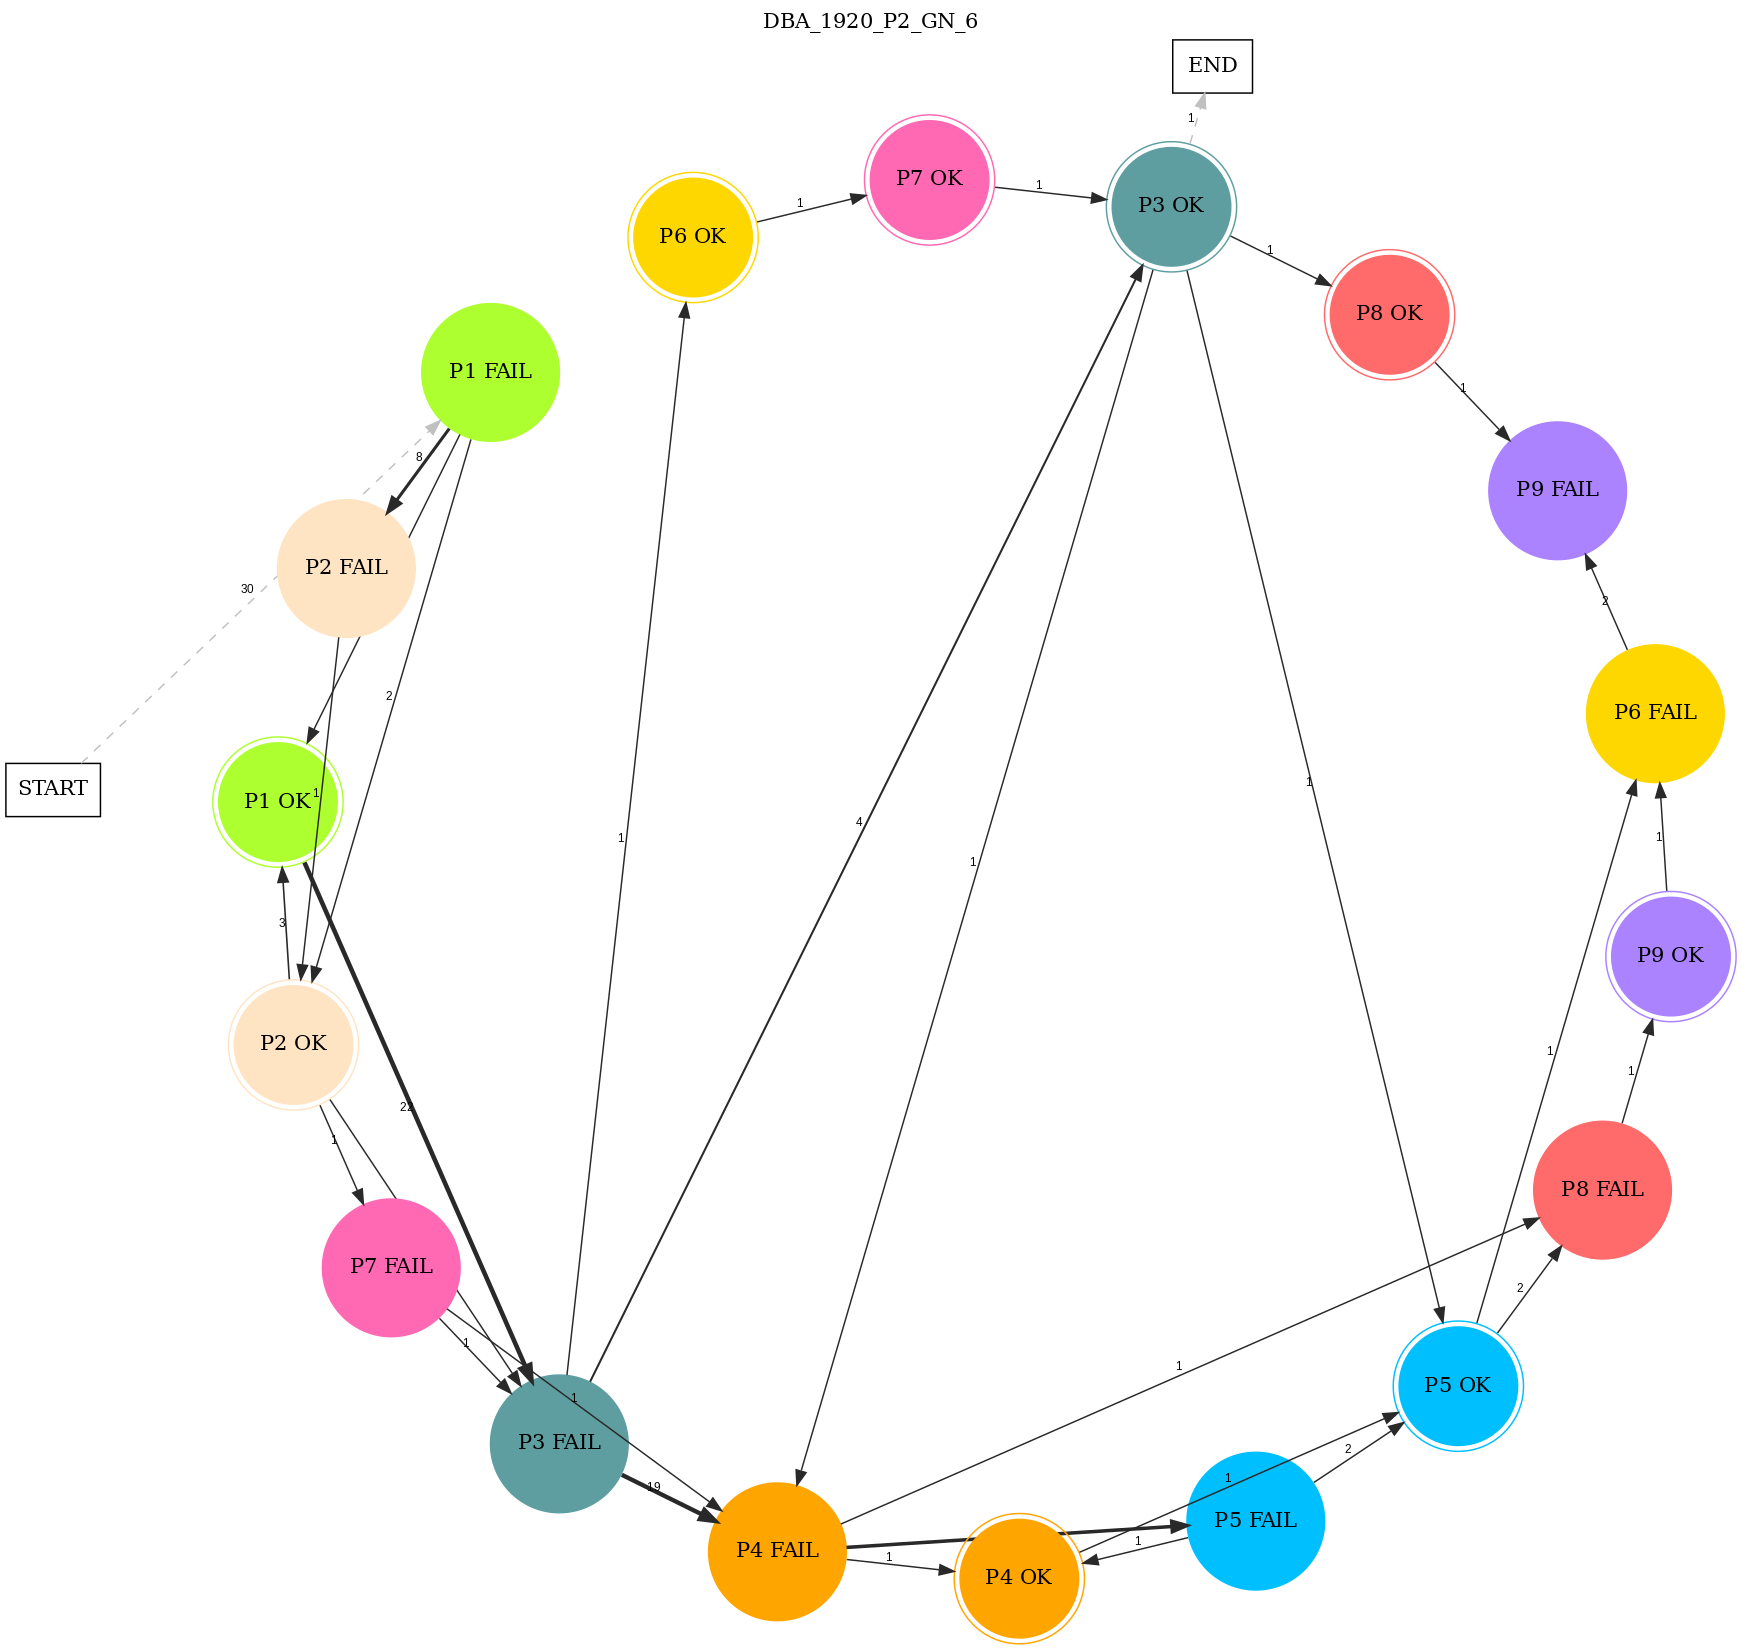 DBA_1920_P2_GN_6
END
1
P7 OK
1
P3 OK
P6 OK
1
1
P8 OK
1
P1 FAIL
8
P9 FAIL
P2 FAIL
30
2
2
P6 FAIL
START
P1 OK
1
1
4
1
1
1
3
P9 OK
P2 OK
1
22
1
1
P8 FAIL
P7 FAIL
2
1
1
P5 OK
1
P3 FAIL
2
1
19
P5 FAIL
P4 FAIL
1
1
P4 OK